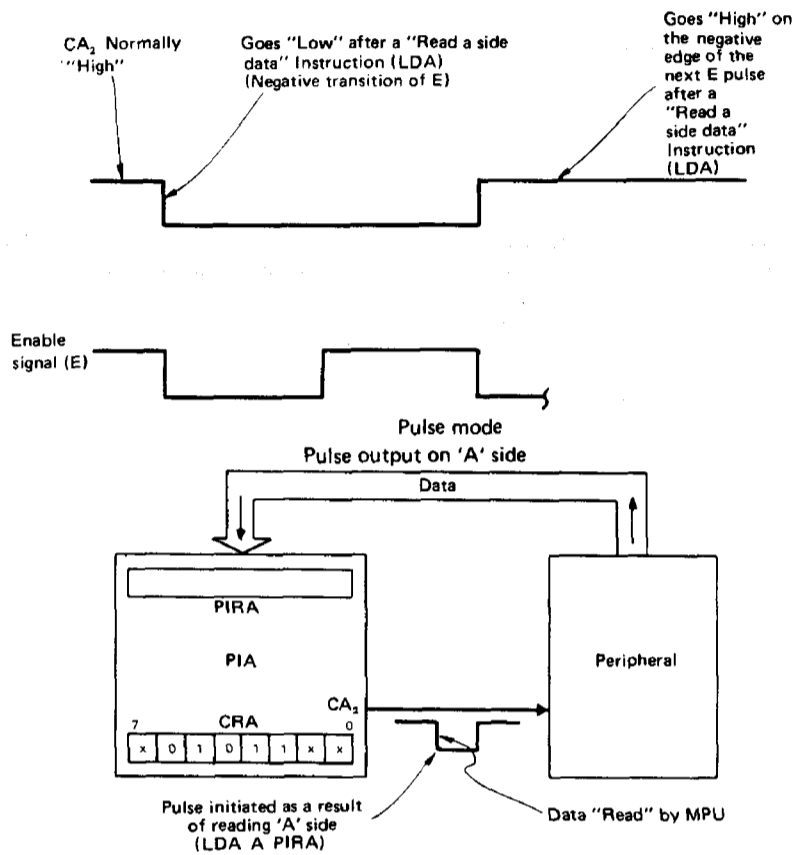 CA₂ Normally
"High"
Goes "Low" after a "Read a side
data" Instruction (LDA)
(Negative transition of E)
Goes "High" on
the negative
edge of the
next E pulse
after a
"Read a
side data"
Instruction
(LDA)
Enable
signal (E)
Pulse mode
Pulse output on 'A' side
Data
PIRA
PIA
Peripheral
CA₂
7 CRA 0
x 0 1 0 1 1 x x
Pulse initiated as a result
of reading 'A' side
(LDA A PIRA)
Data "Read" by MPU